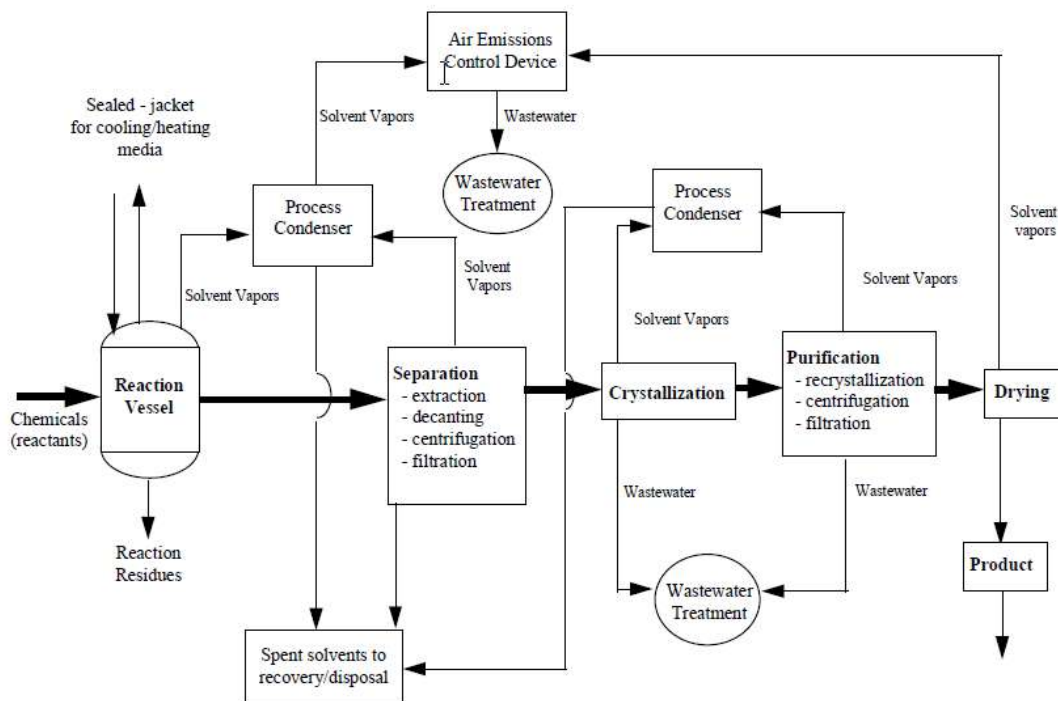 Air Emissions
Control Device
Solvent Vapors
Wastewater
Sealed - jacket
for cooling/heating
media
Wastewater
Treatment
Process
Condenser
Process
Condenser
Solvent
vapors
Solvent
Vapors
Solvent Vapors
Solvent Vapors
Solvent Vapors
Reaction
Vessel
Chemicals
(reactants)
Separation
- extraction
- decanting
- centrifugation
- filtration
Crystallization
Purification
- recrystallization
- centrifugation
- filtration
Drying
Wastewater
Wastewater
Reaction
Residues
Wastewater
Treatment
Product
Spent solvents to
recovery/disposal